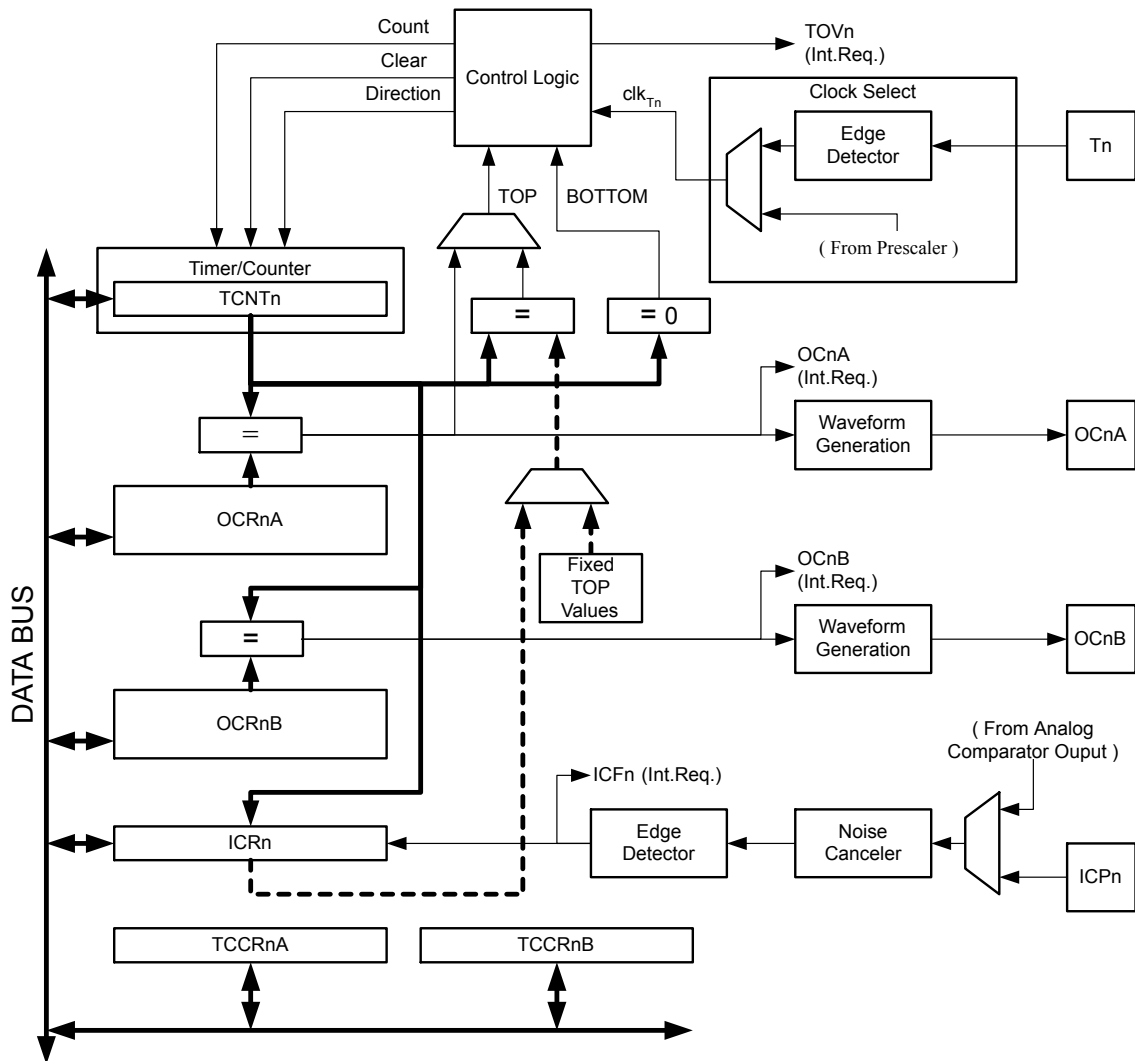 Count
Clear
Direction
Control Logic
TOVn
(Int.Req.)
clkTn
Clock Select
Edge
Detector
Tn
( From Prescaler )
TOP
BOTTOM
Timer/Counter
TCNTn
=
= 0
OCnA
(Int.Req.)
=
Waveform
Generation
OCnA
OCRnA
Fixed
TOP
Values
OCnB
(Int.Req.)
=
Waveform
Generation
OCnB
OCRnB
DATA BUS
( From Analog
Comparator Ouput )
ICFn (Int.Req.)
ICRn
Edge
Detector
Noise
Canceler
ICPn
TCCRnA
TCCRnB